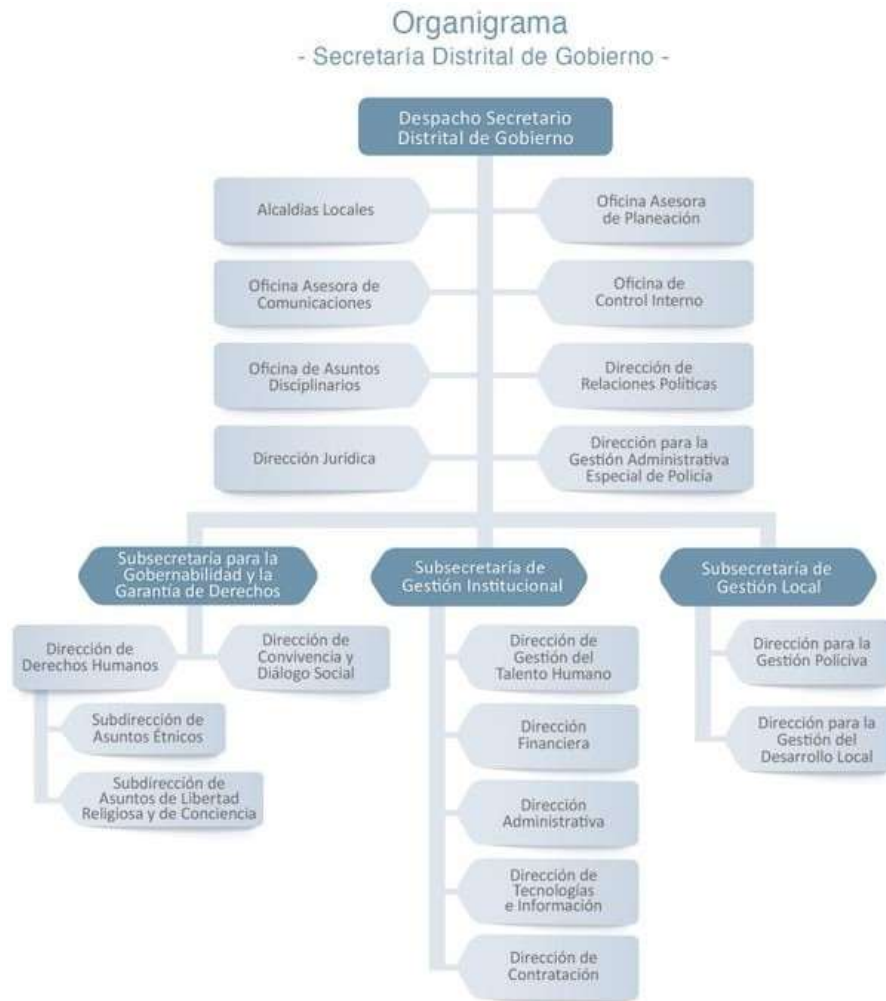 Organigrama
- Secretaría Distrital de Gobierno -
Despacho Secretario
Distrital de Gobierno
Alcaldías Locales
Oficina Asesora
de Planeación
Oficina Asesora de
Comunicaciones
Oficina de
Control Interno
Oficina de Asuntos
Disciplinarios
Dirección de
Relaciones Políticas
Dirección Jurídica
Dirección para la
Gestión Administrativa
Especial de Policía
Subsecretaría para la
Gobernabilidad y la
Garantía de Derechos
Subsecretaría de
Gestión Institucional
Subsecretaría de
Gestión Local
Dirección de
Derechos Humanos
Dirección de
Convivencia y
Diálogo Social
Subdirección de
Asuntos Étnicos
Subdirección de
Asuntos de Libertad
Religiosa y de Conciencia
Dirección de
Gestión del
Talento Humano
Dirección
Financiera
Dirección
Administrativa
Dirección de
Tecnologías
e Información
Dirección de
Contratación
Dirección para la
Gestión Policiva
Dirección para la
Gestión del
Desarrollo Local